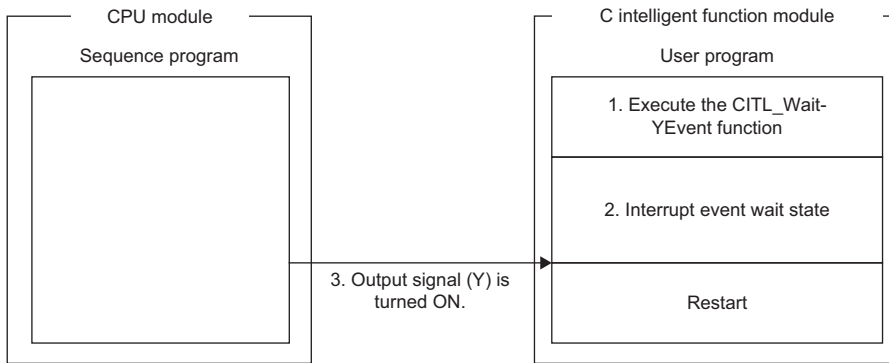 CPU module
Sequence program
C intelligent function module
User program
1. Execute the CITL_Wait-
YEvent function
2. Interrupt event wait state
3. Output signal (Y) is
turned ON.
Restart